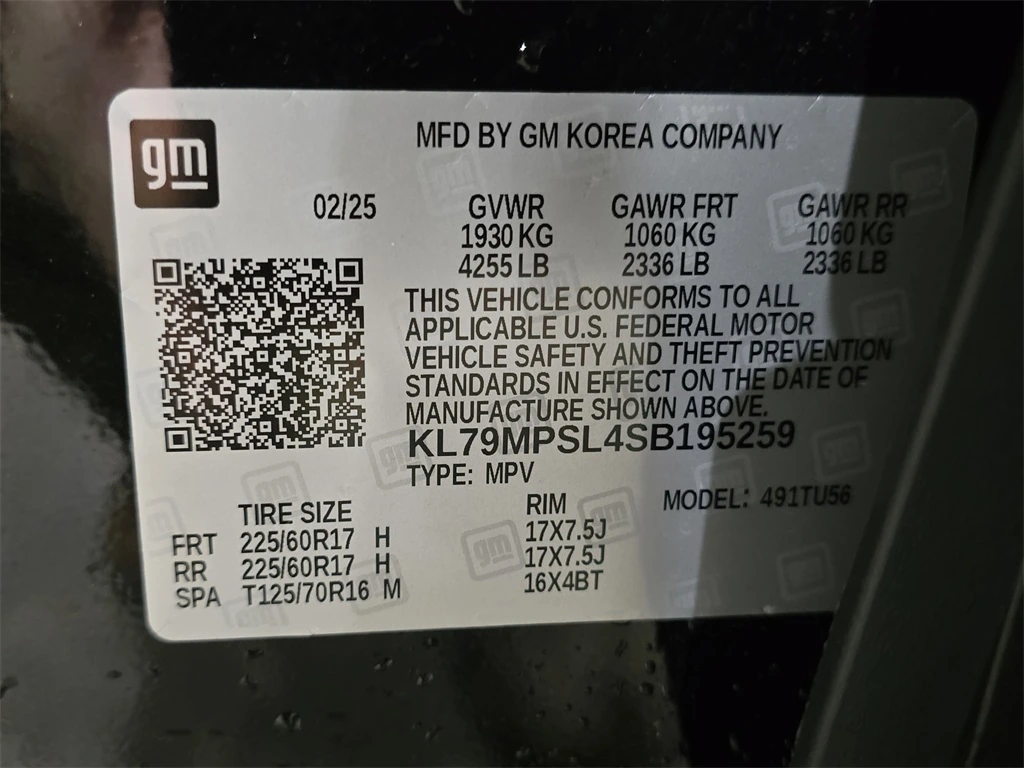 gm
MFD BY GM KOREA COMPANY
02/25 GVWR GAWR FRT GAWR RR
1930 KG 1060 KG 1060 KG
4255 LB 2336 LB 2336 LB
THIS VEHICLE CONFORMS TO ALL
APPLICABLE U.S. FEDERAL MOTOR
VEHICLE SAFETY AND THEFT PREVENTION
STANDARDS IN EFFECT ON THE DATE OF
MANUFACTURE SHOWN ABOVE.
KL79MPSL4SB195259
TYPE: MPV
MODEL: 491TU56
TIRE SIZE RIM
FRT 225/60R17 H 17X7.5J
RR 225/60R17 H 17X7.5J
SPA T125/70R16 M 16X4BT